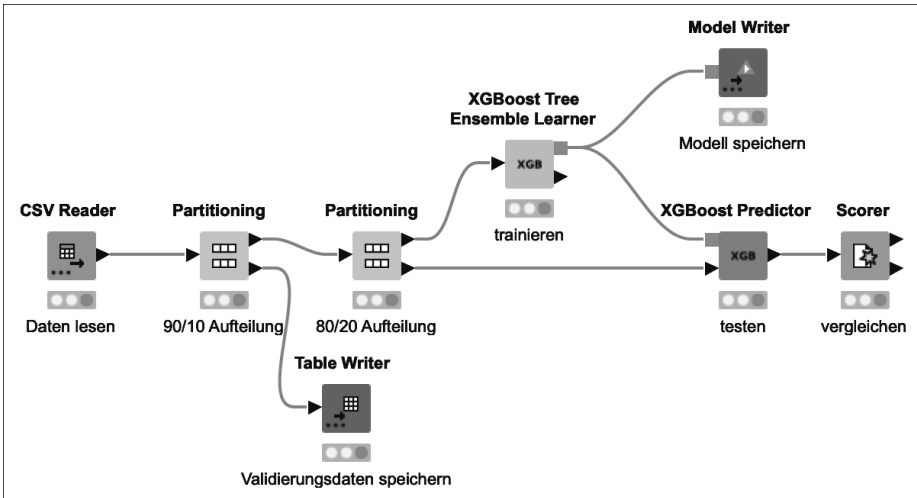 Model Writer
Modell speichern
XGBoost Tree
Ensemble Learner
XGB
trainieren
CSV Reader
Daten lesen
Partitioning
90/10 Aufteilung
Partitioning
80/20 Aufteilung
XGBoost Predictor
XGB
testen
Scorer
vergleichen
Table Writer
Validierungsdaten speichern